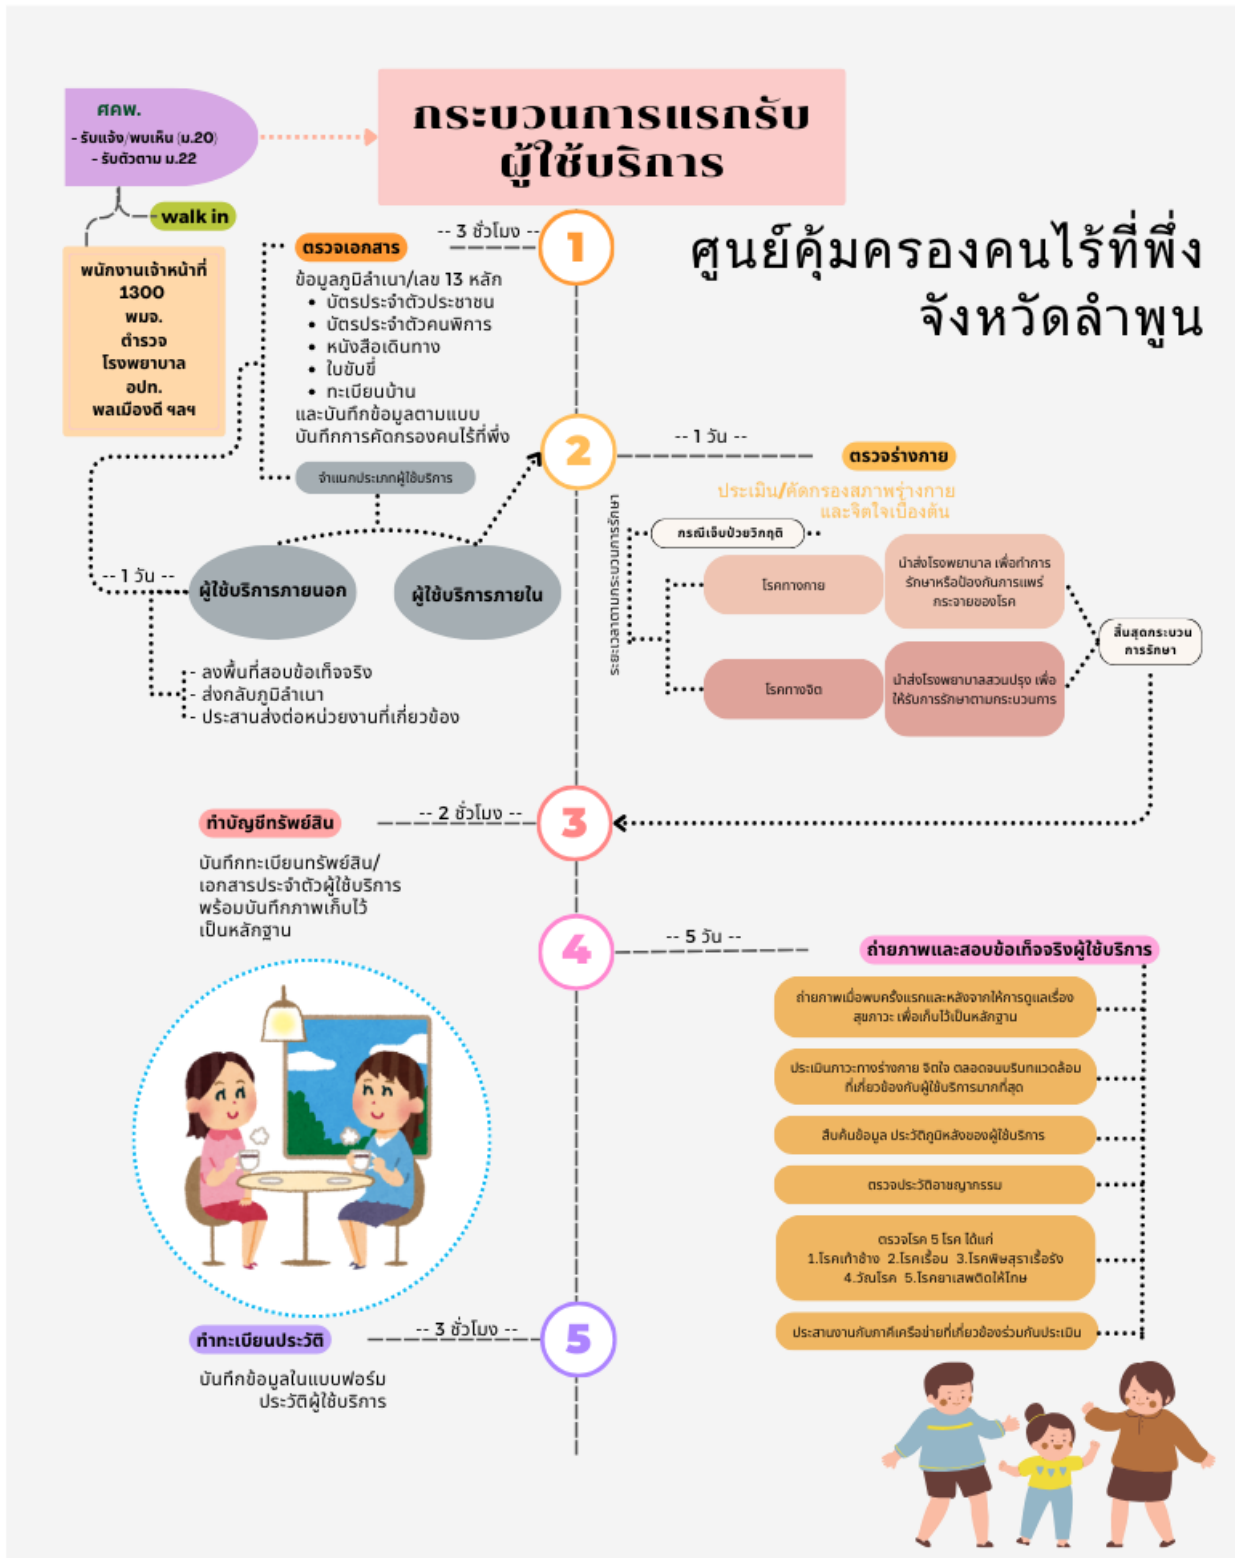 กระบวนการแรกรับ
ผู้ใช้บริการ
ศูนย์คุ้มครองคนไร้ที่พึ่ง
จังหวัดลำพูน
ศคพ.
- รับแจ้ง/พบเห็น (ม.20)
- รับตัวตาม ม.22
walk in
พนักงานเจ้าหน้าที่
1300
พมจ.
ตำรวจ
โรงพยาบาล
อปท.
พลเมืองดี ฯลฯ
1
-- 3 ชั่วโมง --
ตรวจเอกสาร
ข้อมูลภูมิลำเนา/เลข 13 หลัก
• บัตรประจำตัวประชาชน
• บัตรประจำตัวคนพิการ
• หนังสือเดินทาง
• ใบขับขี่
• ทะเบียนบ้าน
และบันทึกข้อมูลตามแบบ
บันทึกการคัดกรองคนไร้ที่พึ่ง
จำแนกประเภทผู้ใช้บริการ
ผู้ใช้บริการภายนอก
ผู้ใช้บริการภายใน
-- 1 วัน --
- ลงพื้นที่สอบข้อเท็จจริง
- ส่งกลับภูมิลำเนา
- ประสานส่งต่อหน่วยงานที่เกี่ยวข้อง
2
-- 1 วัน --
ตรวจร่างกาย
ประเมิน/คัดกรองสภาพร่างกาย
และจิตใจเบื้องต้น
ระยะเวลาตามกระบวนการรักษา
กรณีเจ็บป่วยวิกฤติ
โรคทางกาย
นำส่งโรงพยาบาล เพื่อทำการ
รักษาหรือป้องกันการแพร่
กระจายของโรค
โรคทางจิต
นำส่งโรงพยาบาลสวนปรุง เพื่อ
ให้รับการรักษาตามกระบวนการ
สิ้นสุดกระบวน
การรักษา
3
-- 2 ชั่วโมง --
ทำบัญชีทรัพย์สิน
บันทึกทะเบียนทรัพย์สิน/
เอกสารประจำตัวผู้ใช้บริการ
พร้อมบันทึกภาพเก็บไว้
เป็นหลักฐาน
4
-- 5 วัน --
ถ่ายภาพและสอบข้อเท็จจริงผู้ใช้บริการ
ถ่ายภาพเมื่อพบครั้งแรกและหลังจากให้การดูแลเรื่อง
สุขภาวะ เพื่อเก็บไว้เป็นหลักฐาน
ประเมินภาวะทางร่างกาย จิตใจ ตลอดจนบริบทแวดล้อม
ที่เกี่ยวข้องกับผู้ใช้บริการมากที่สุด
สืบค้นข้อมูล ประวัติภูมิหลังของผู้ใช้บริการ
ตรวจประวัติอาชญากรรม
ตรวจโรค 5 โรค ได้แก่
1.โรคเท้าช้าง 2.โรคเรื้อน 3.โรคพิษสุราเรื้อรัง
4.วัณโรค 5.โรคยาเสพติดให้โทษ
ประสานงานกับภาคีเครือข่ายที่เกี่ยวข้องร่วมกันประเมิน
5
-- 3 ชั่วโมง --
ทำทะเบียนประวัติ
บันทึกข้อมูลในแบบฟอร์ม
ประวัติผู้ใช้บริการ